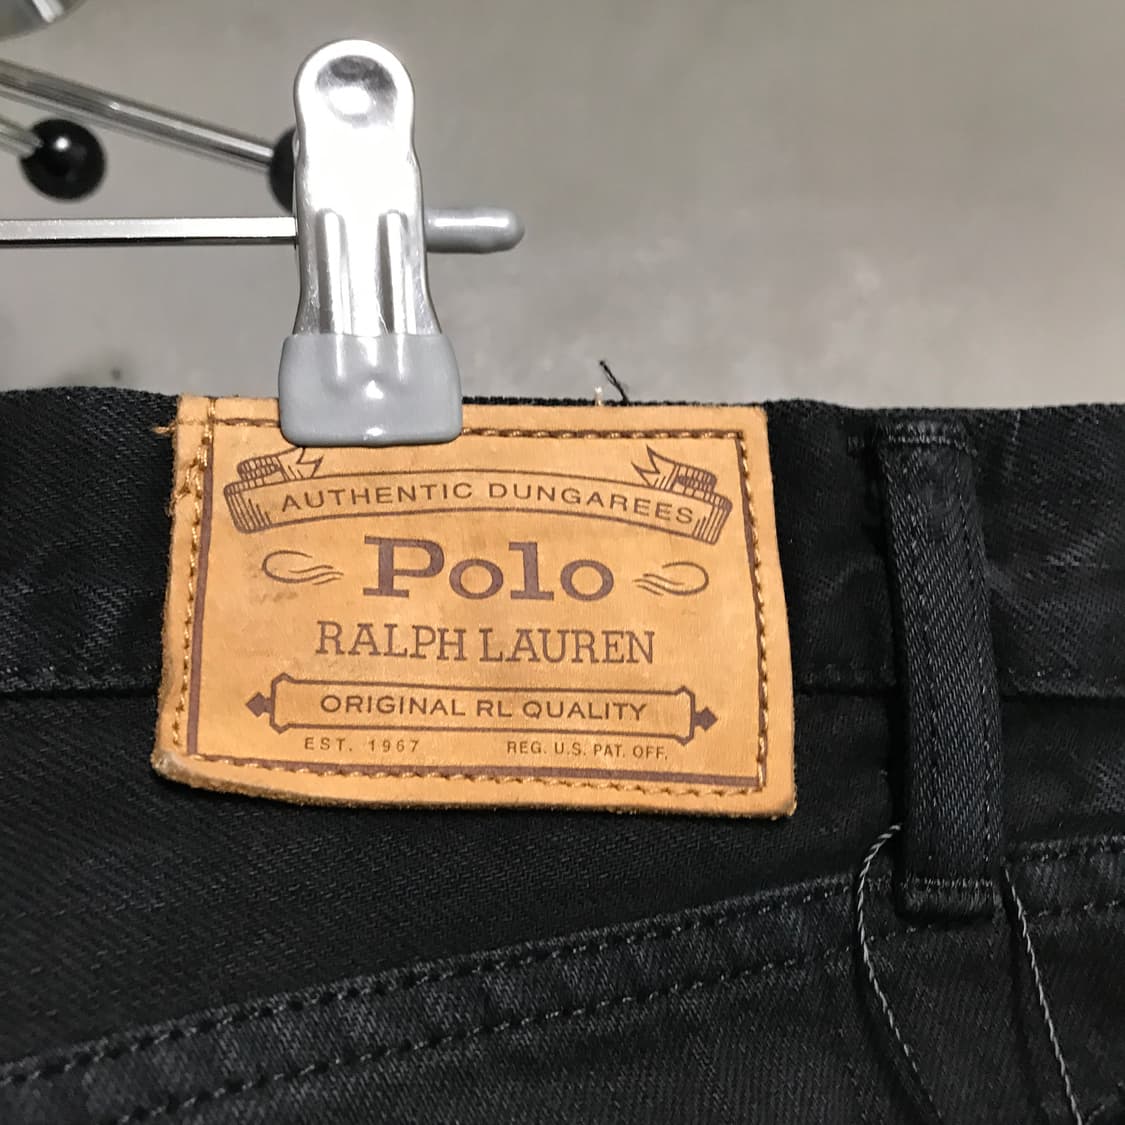 AUTHENTIC DUNGAREES
Polo
RALPH LAUREN
ORIGINAL RL QUALITY
EST. 1967 REG. U.S. PAT. OFF.